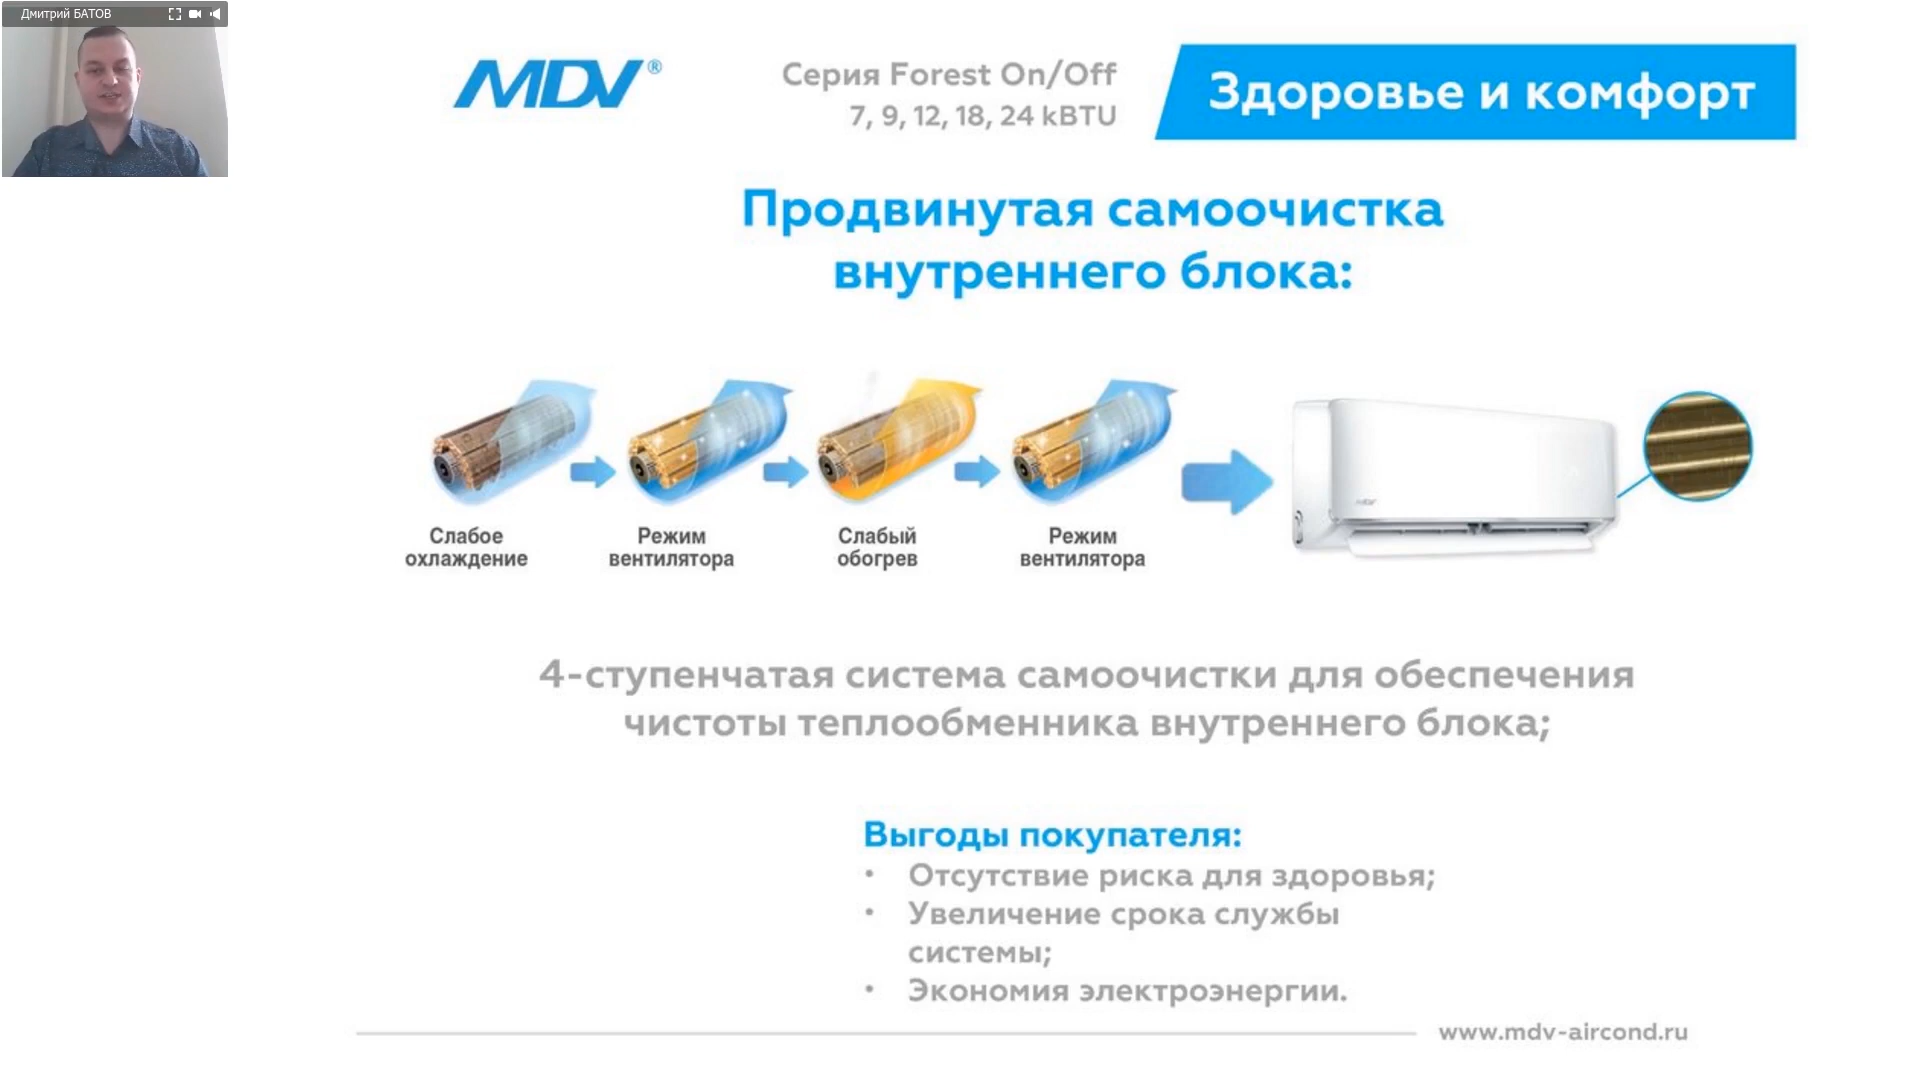 Дмитрий БАТОВ
MDV®
Серия Forest On/Off
7, 9, 12, 18, 24 kBTU
Здоровье и комфорт
Продвинутая самоочистка
внутреннего блока:
Слабое
охлаждение
Режим
вентилятора
Слабый
обогрев
Режим
вентилятора
MDV
4-ступенчатая система самоочистки для обеспечения
чистоты теплообменника внутреннего блока;
Выгоды покупателя:
• Отсутствие риска для здоровья;
• Увеличение срока службы
системы;
• Экономия электроэнергии.
www.mdv-aircond.ru